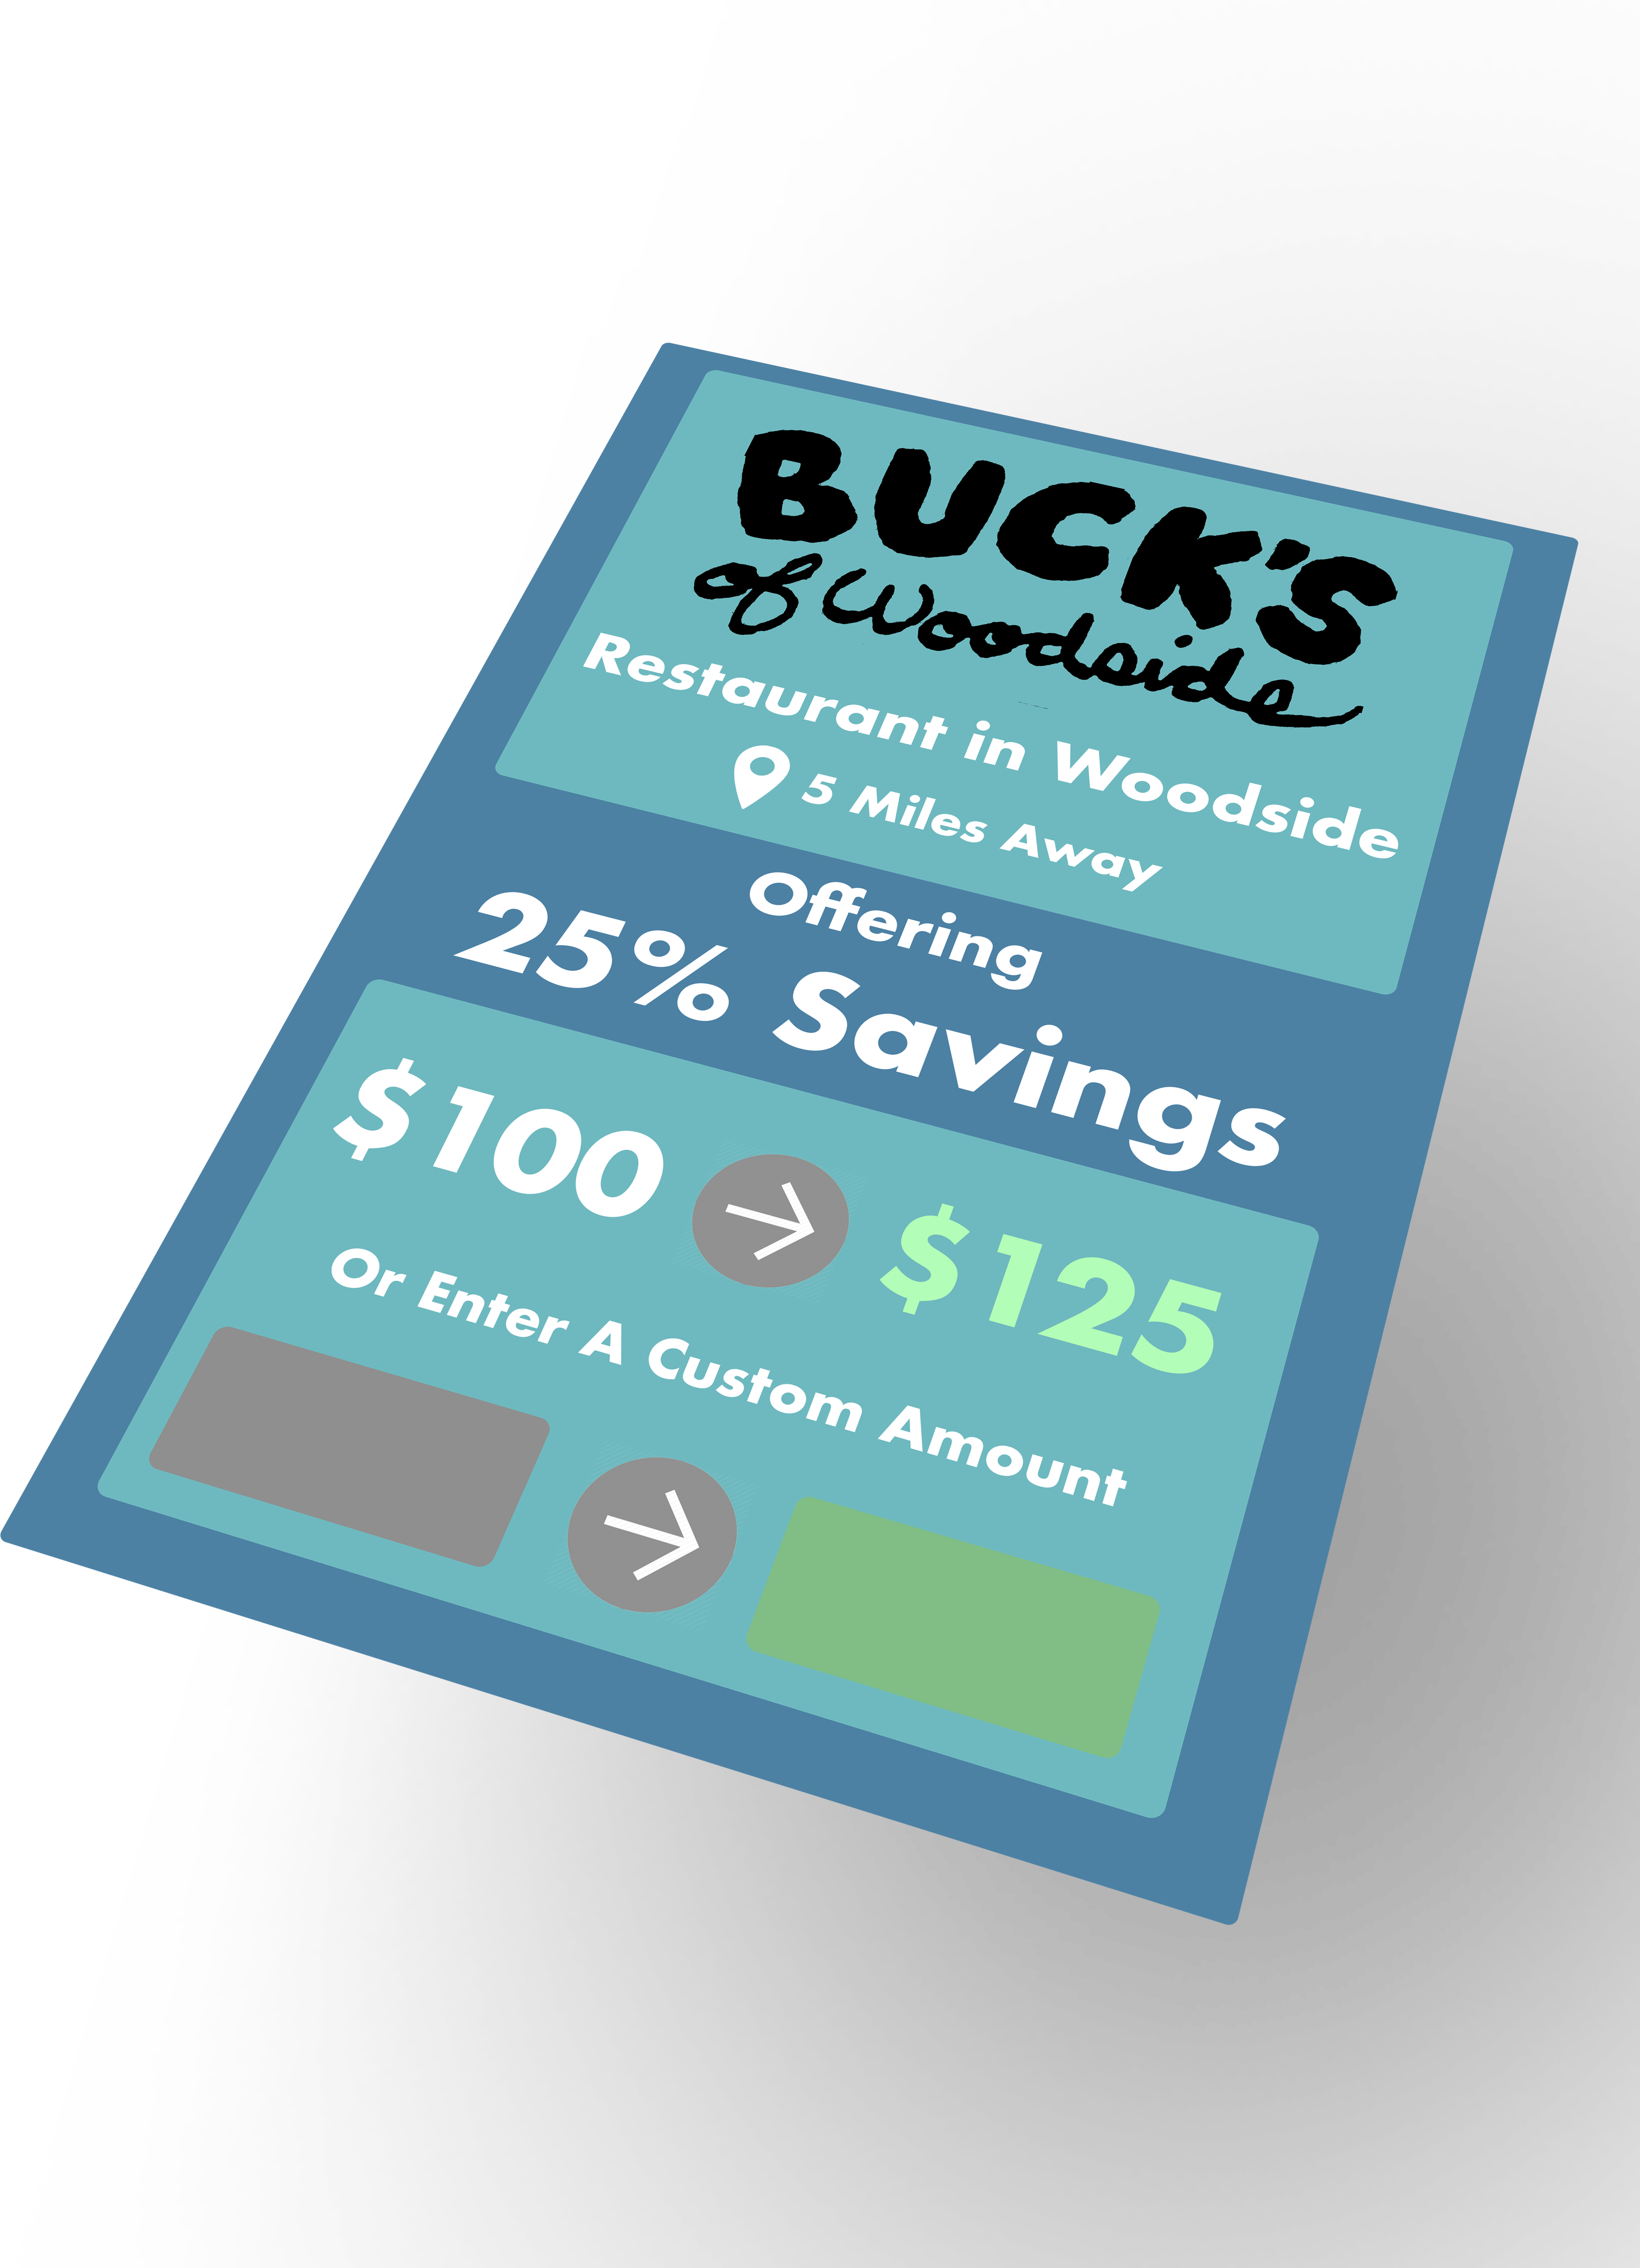 BUCK'S
of Woodside
Restaurant in Woodside
5 Miles Away
Offering
25% Savings
$100
$125
Or Enter A Custom Amount